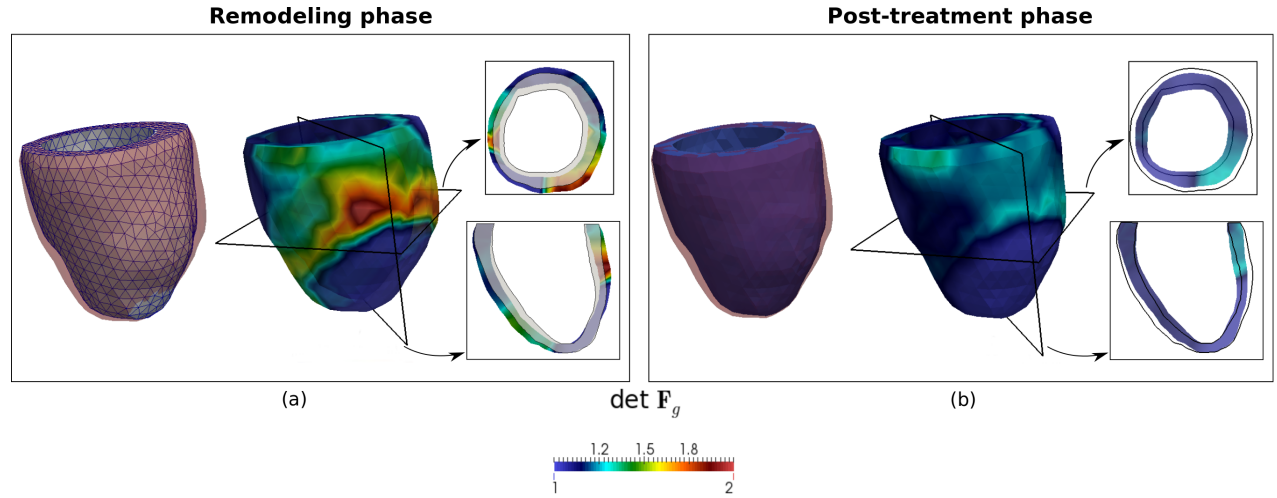 Remodeling phase
Post-treatment phase
(a)
(b)
det F_g
1.2 1.5 1.8
1 2